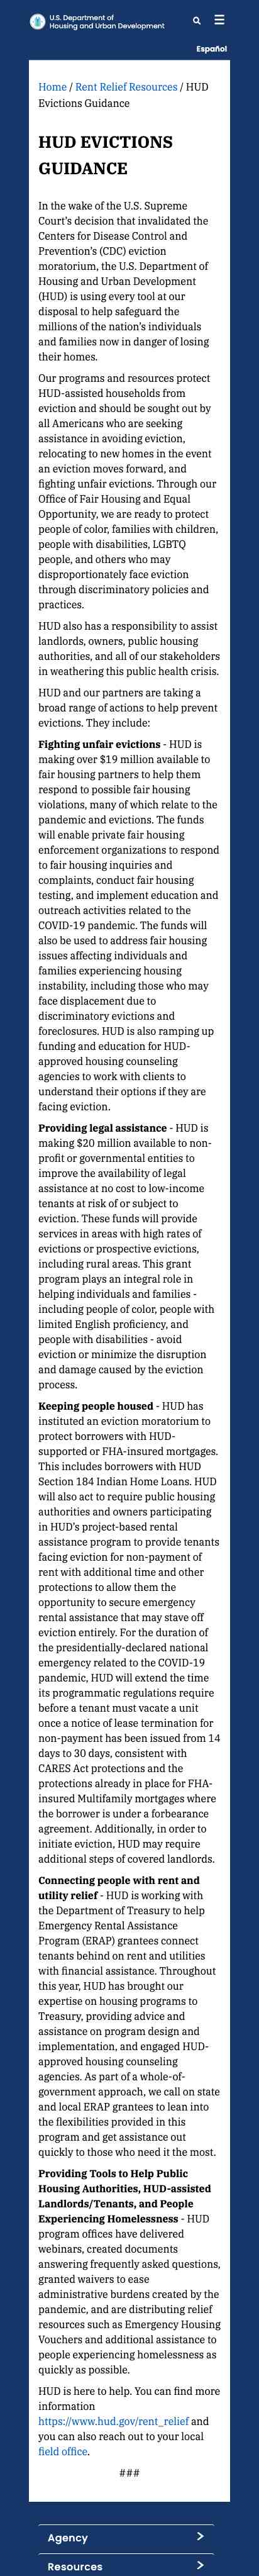 U.S. Department of
Housing and Urban Development
Español
Home / Rent Relief Resources / HUD
Evictions Guidance
HUD EVICTIONS
GUIDANCE
In the wake of the U.S. Supreme
Court's decision that invalidated the
Centers for Disease Control and
Prevention's (CDC) eviction
moratorium, the U.S. Department of
Housing and Urban Development
(HUD) is using every tool at our
disposal to help safeguard the
millions of the nation's individuals
and families now in danger of losing
their homes.
Our programs and resources protect
HUD-assisted households from
eviction and should be sought out by
all Americans who are seeking
assistance in avoiding eviction,
relocating to new homes in the event
an eviction moves forward, and
fighting unfair evictions. Through our
Office of Fair Housing and Equal
Opportunity, we are ready to protect
people of color, families with children,
people with disabilities, LGBTQ
people, and others who may
disproportionately face eviction
through discriminatory policies and
practices.
HUD also has a responsibility to assist
landlords, owners, public housing
authorities, and all of our stakeholders
in weathering this public health crisis.
HUD and our partners are taking a
broad range of actions to help prevent
evictions. They include:
Fighting unfair evictions - HUD is
making over $19 million available to
fair housing partners to help them
respond to possible fair housing
violations, many of which relate to the
pandemic and evictions. The funds
will enable private fair housing
enforcement organizations to respond
to fair housing inquiries and
complaints, conduct fair housing
testing, and implement education and
outreach activities related to the
COVID-19 pandemic. The funds will
also be used to address fair housing
issues affecting individuals and
families experiencing housing
instability, including those who may
face displacement due to
discriminatory evictions and
foreclosures. HUD is also ramping up
funding and education for HUD-
approved housing counseling
agencies to work with clients to
understand their options if they are
facing eviction.
Providing legal assistance - HUD is
making $20 million available to non-
profit or governmental entities to
improve the availability of legal
assistance at no cost to low-income
tenants at risk of or subject to
eviction. These funds will provide
services in areas with high rates of
evictions or prospective evictions,
including rural areas. This grant
program plays an integral role in
helping individuals and families -
including people of color, people with
limited English proficiency, and
people with disabilities - avoid
eviction or minimize the disruption
and damage caused by the eviction
process.
Keeping people housed - HUD has
instituted an eviction moratorium to
protect borrowers with HUD-
supported or FHA-insured mortgages.
This includes borrowers with HUD
Section 184 Indian Home Loans. HUD
will also act to require public housing
authorities and owners participating
in HUD's project-based rental
assistance program to provide tenants
facing eviction for non-payment of
rent with additional time and other
protections to allow them the
opportunity to secure emergency
rental assistance that may stave off
eviction entirely. For the duration of
the presidentially-declared national
emergency related to the COVID-19
pandemic, HUD will extend the time
its programmatic regulations require
before a tenant must vacate a unit
once a notice of lease termination for
non-payment has been issued from 14
days to 30 days, consistent with
CARES Act protections and the
protections already in place for FHA-
insured Multifamily mortgages where
the borrower is under a forbearance
agreement. Additionally, in order to
initiate eviction, HUD may require
additional steps of covered landlords.
Connecting people with rent and
utility relief - HUD is working with
the Department of Treasury to help
Emergency Rental Assistance
Program (ERAP) grantees connect
tenants behind on rent and utilities
with financial assistance. Throughout
this year, HUD has brought our
expertise on housing programs to
Treasury, providing advice and
assistance on program design and
implementation, and engaged HUD-
approved housing counseling
agencies. As part of a whole-of-
government approach, we call on state
and local ERAP grantees to lean into
the flexibilities provided in this
program and get assistance out
quickly to those who need it the most.
Providing Tools to Help Public
Housing Authorities, HUD-assisted
Landlords/Tenants, and People
Experiencing Homelessness - HUD
program offices have delivered
webinars, created documents
answering frequently asked questions,
granted waivers to ease
administrative burdens created by the
pandemic, and are distributing relief
resources such as Emergency Housing
Vouchers and additional assistance to
people experiencing homelessness as
quickly as possible.
HUD is here to help. You can find more
information
https://www.hud.gov/rent_relief and
you can also reach out to your local
field office.
###
Agency
Resources